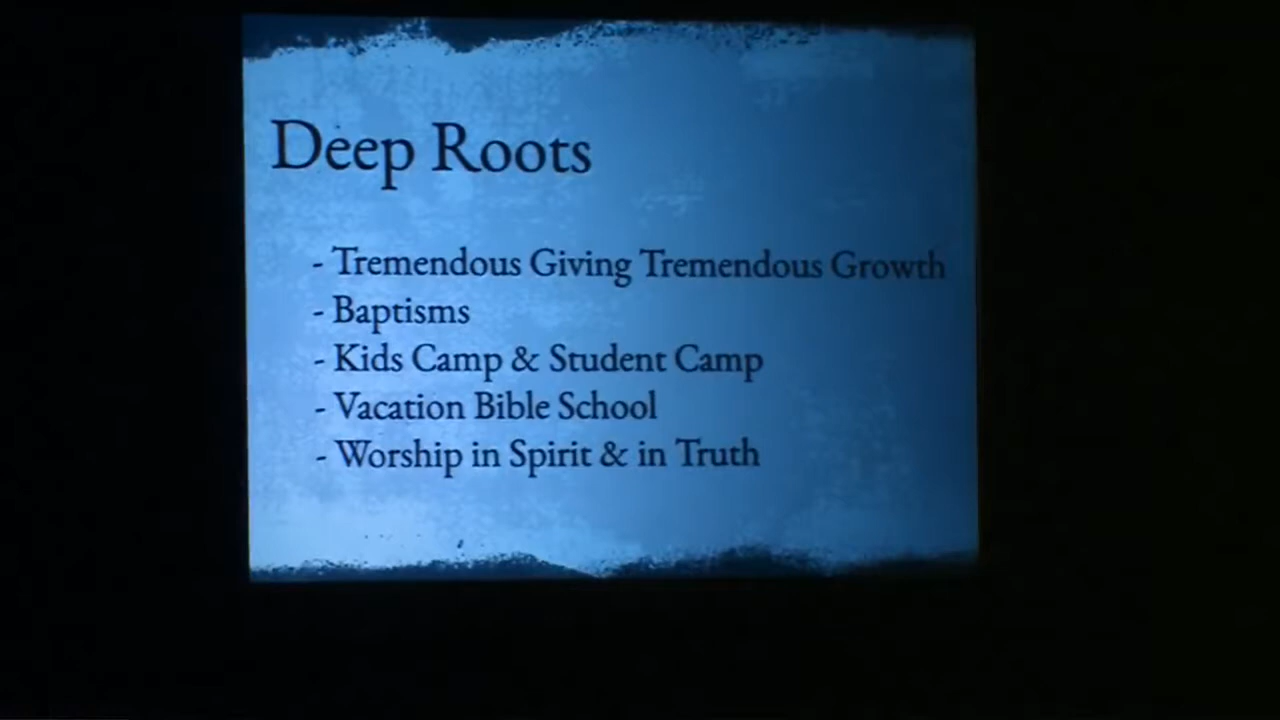 Deep Roots
- Tremendous Giving Tremendous Growth
- Baptisms
- Kids Camp & Student Camp
- Vacation Bible School
- Worship in Spirit & in Truth